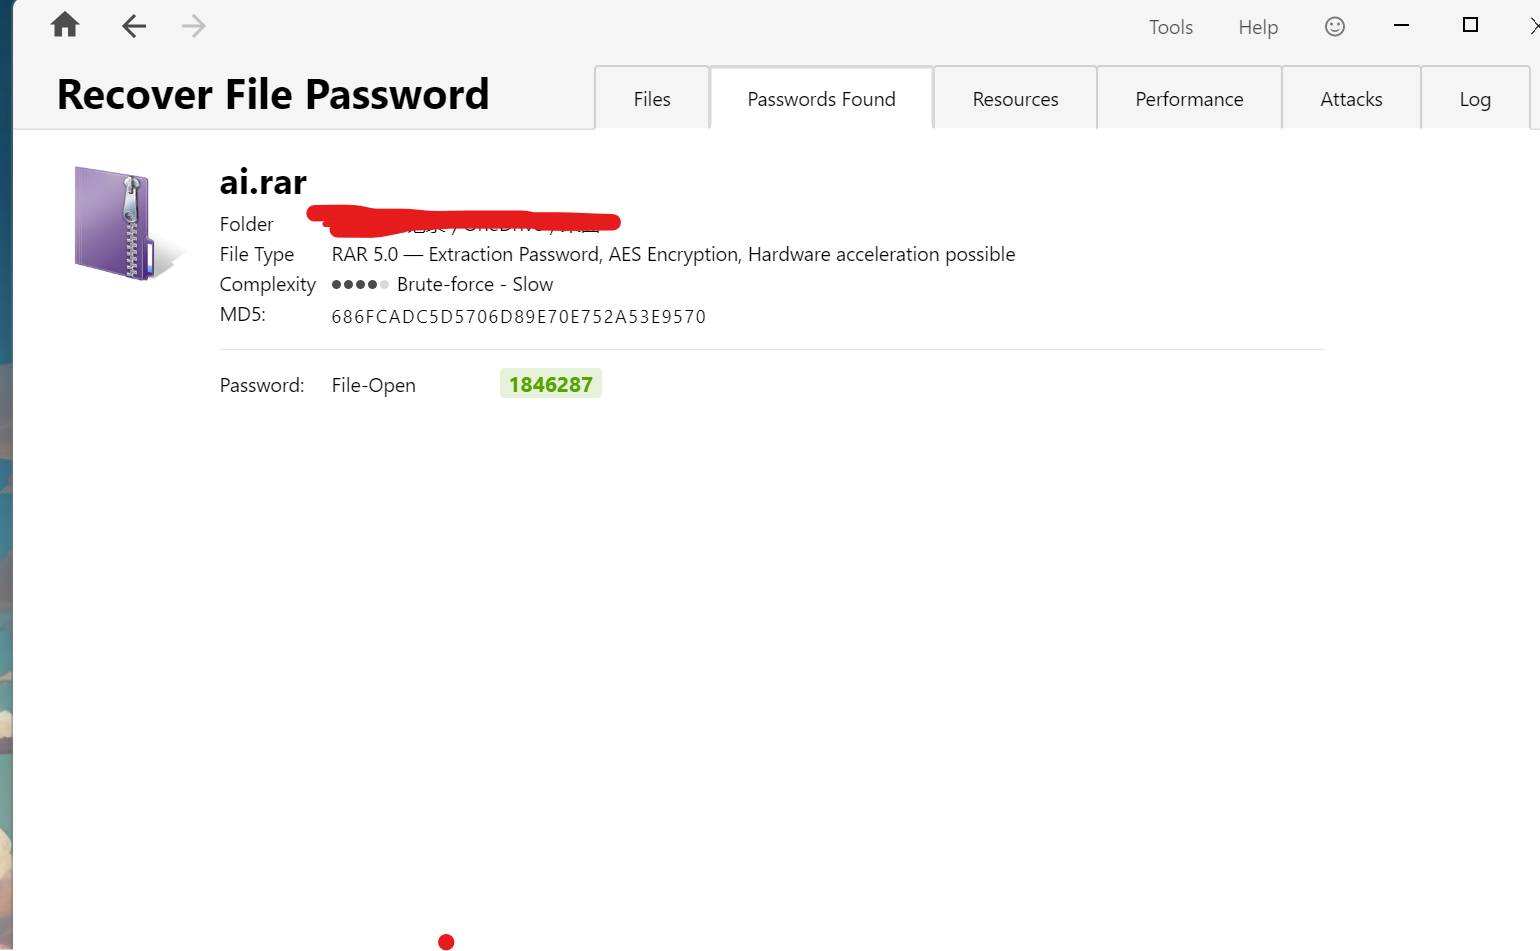 Tools Help
Recover File Password
Files Passwords Found Resources Performance Attacks Log
ai.rar
Folder
File Type RAR 5.0 — Extraction Password, AES Encryption, Hardware acceleration possible
Complexity Brute-force - Slow
MD5: 686FCADC5D5706D89E70E752A53E9570
Password: File-Open 1846287